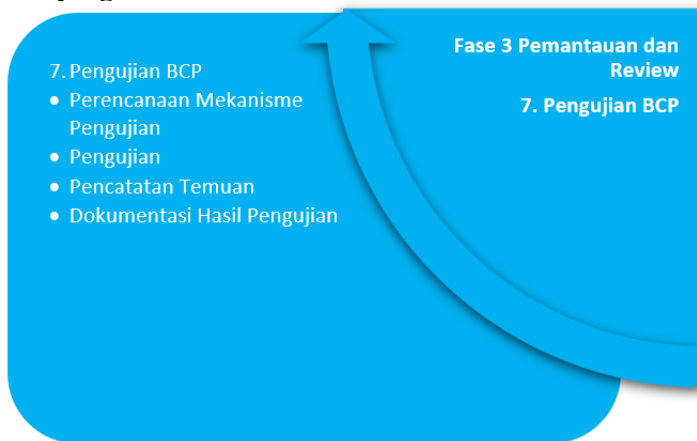 7. Pengujian BCP
• Perencanaan Mekanisme
Pengujian
• Pengujian
• Pencatatan Temuan
• Dokumentasi Hasil Pengujian
Fase 3 Pemantauan dan
Review
7. Pengujian BCP